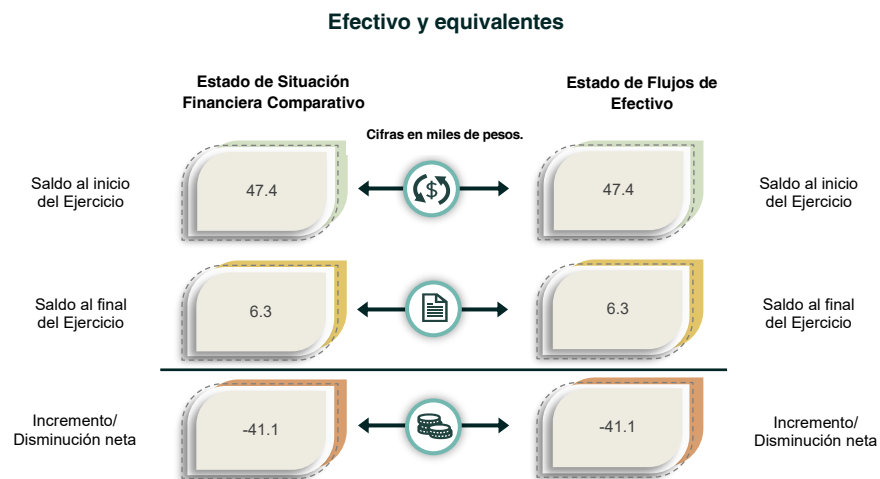 Efectivo y equivalentes
Estado de Situación
Financiera Comparativo
Estado de Flujos de
Efectivo
Cifras en miles de pesos.
Saldo al inicio
del Ejercicio
47.4
$
47.4
Saldo al inicio
del Ejercicio
Saldo al final
del Ejercicio
6.3
6.3
Saldo al final
del Ejercicio
Incremento/
Disminución neta
-41.1
-41.1
Incremento/
Disminución neta